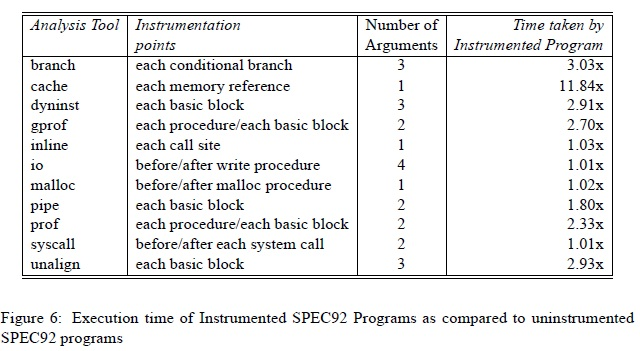 Analysis Tool Instrumentation points Number of Arguments Time taken by Instrumented Program
branch each conditional branch 3 3.03x
cache each memory reference 1 11.84x
dyninst each basic block 3 2.91x
gprof each procedure/each basic block 2 2.70x
inline each call site 1 1.03x
io before/after write procedure 4 1.01x
malloc before/after malloc procedure 1 1.02x
pipe each basic block 2 1.80x
prof each procedure/each basic block 2 2.33x
syscall before/after each system call 2 1.01x
unalign each basic block 3 2.93x
Figure 6: Execution time of Instrumented SPEC92 Programs as compared to uninstrumented
SPEC92 programs